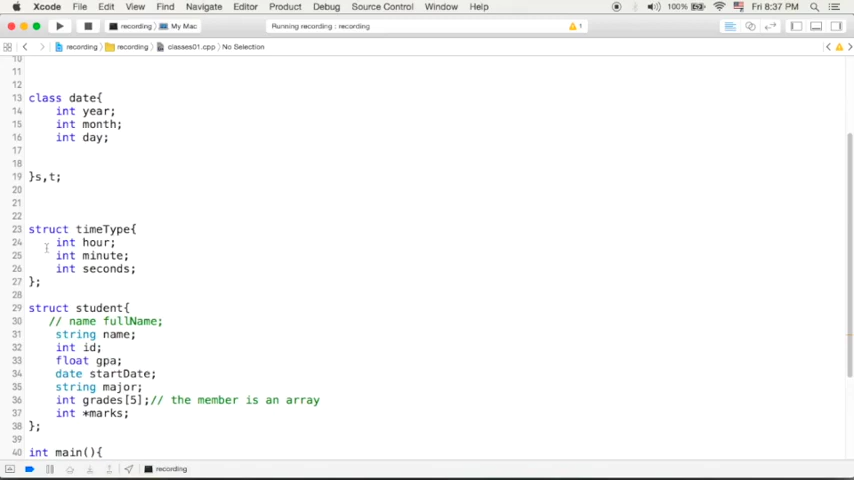 Xcode File Edit View Find Navigate Editor Product Debug Source Control Window Help 100% Fri 8:37 PM
recording My Mac Running recording : recording 1
recording recording classes01.cpp No Selection
10
11
12
13 class date{
14 int year;
15 int month;
16 int day;
17
18
19 }s,t;
20
21
22
23 struct timeType{
24 int hour;
25 int minute;
26 int seconds;
27 };
28
29 struct student{
30 // name fullName;
31 string name;
32 int id;
33 float gpa;
34 date startDate;
35 string major;
36 int grades[5];// the member is an array
37 int *marks;
38 };
39
40 int main(){
recording